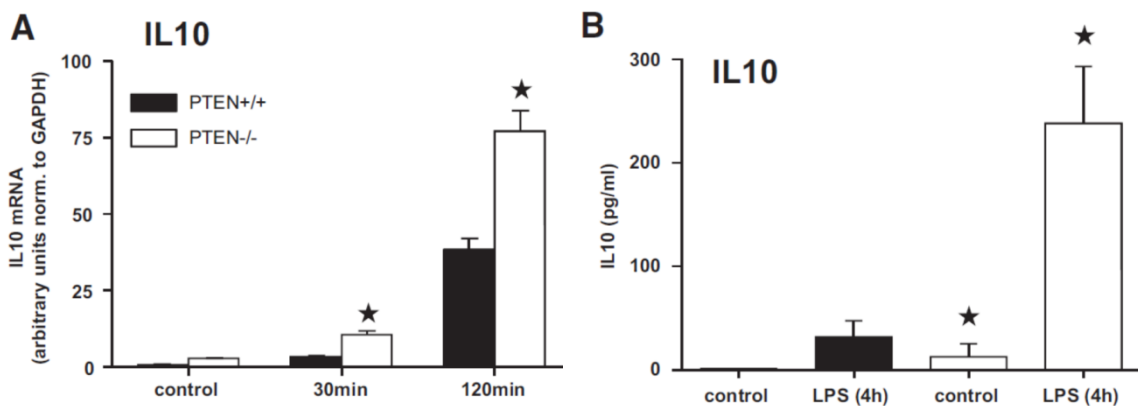 A
IL10
IL10 mRNA
(arbitrary units norm. to GAPDH)
100
75
50
25
0
PTEN+/+
PTEN-/-
control
30min
120min
B
IL10
IL10 (pg/ml)
300
200
100
0
control
LPS (4h)
control
LPS (4h)